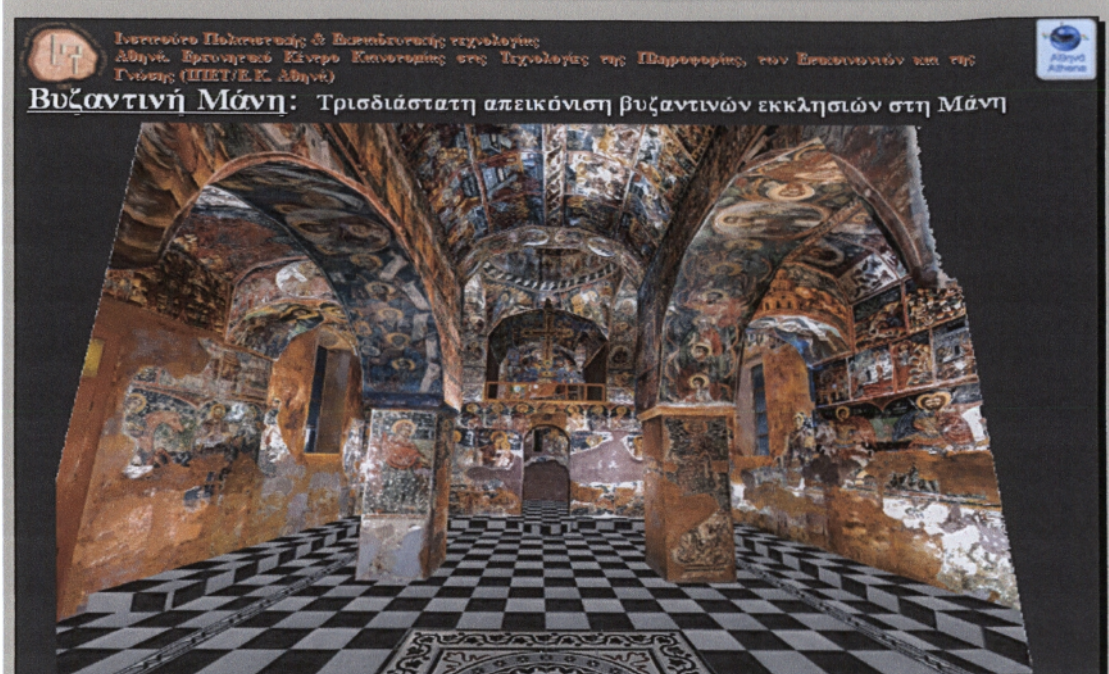 Ινστιτούτο Πολιτιστικής & Εκπαιδευτικής τεχνολογίας
Αθηνά. Ερευνητικό Κέντρο Καινοτομίας στις Τεχνολογίες της Πληροφορίας, των Επικοινωνιών και της
Γνώσης (ΙΠΕΤ/Ε.Κ. Αθηνά)
Βυζαντινή Μάνη: Τρισδιάστατη απεικόνιση βυζαντινών εκκλησιών στη Μάνη
Αθηνά
Athena